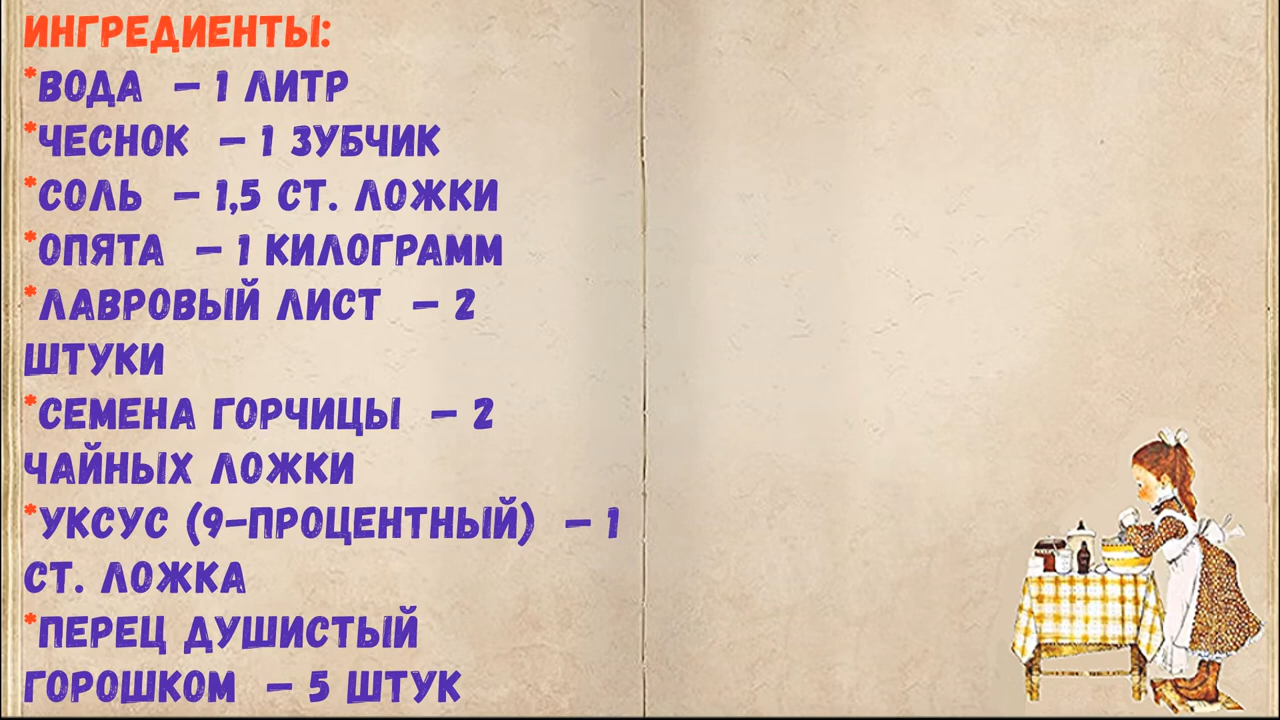 ИНГРЕДИЕНТЫ:
*ВОДА – 1 ЛИТР
*ЧЕСНОК – 1 ЗУБЧИК
*СОЛЬ – 1,5 СТ. ЛОЖКИ
*ОПЯТА – 1 КИЛОГРАММ
*ЛАВРОВЫЙ ЛИСТ – 2
ШТУКИ
*СЕМЕНА ГОРЧИЦЫ – 2
ЧАЙНЫХ ЛОЖКИ
*УКСУС (9-ПРОЦЕНТНЫЙ) – 1
СТ. ЛОЖКА
*ПЕРЕЦ ДУШИСТЫЙ
ГОРОШКОМ – 5 ШТУК